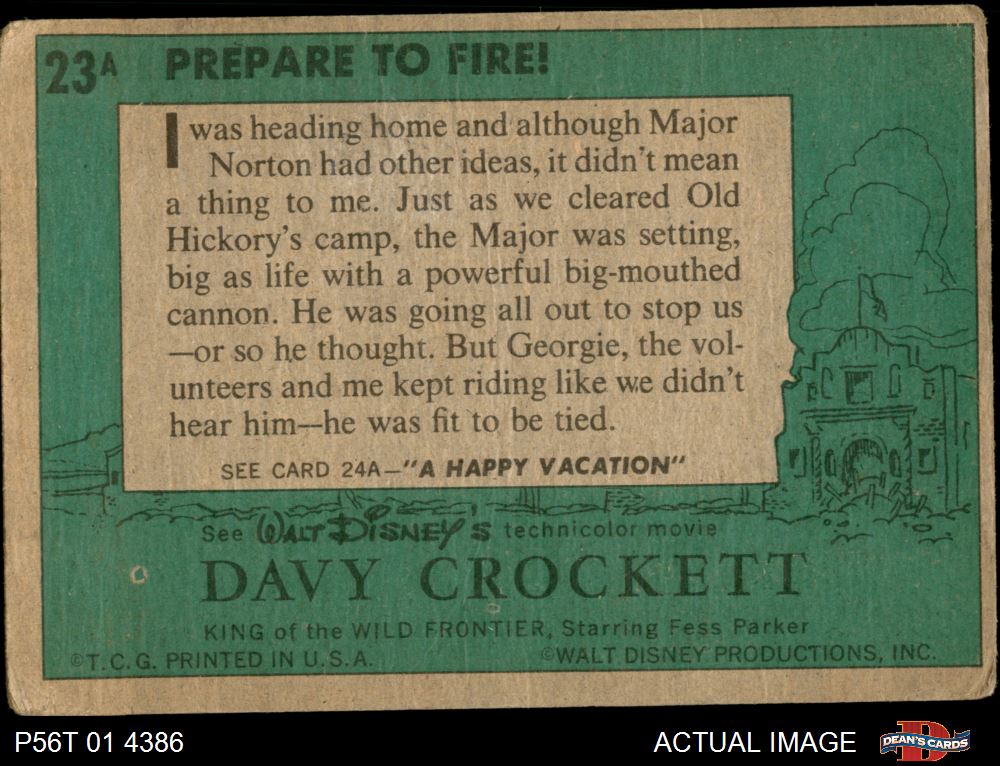 23A PREPARE TO FIRE!
I was heading home and although Major
Norton had other ideas, it didn't mean
a thing to me. Just as we cleared Old
Hickory's camp, the Major was setting,
big as life with a powerful big-mouthed
cannon. He was going all out to stop us
—or so he thought. But Georgie, the vol-
unteers and me kept riding like we didn't
hear him—he was fit to be tied.
SEE CARD 24A—"A HAPPY VACATION"
See WALT DISNEY'S technicolor movie
DAVY CROCKETT
KING of the WILD FRONTIER, Starring Fess Parker
©T.C.G. PRINTED IN U.S.A. ©WALT DISNEY PRODUCTIONS, INC.
P56T 01 4386 ACTUAL IMAGE DEAN'S CARDS